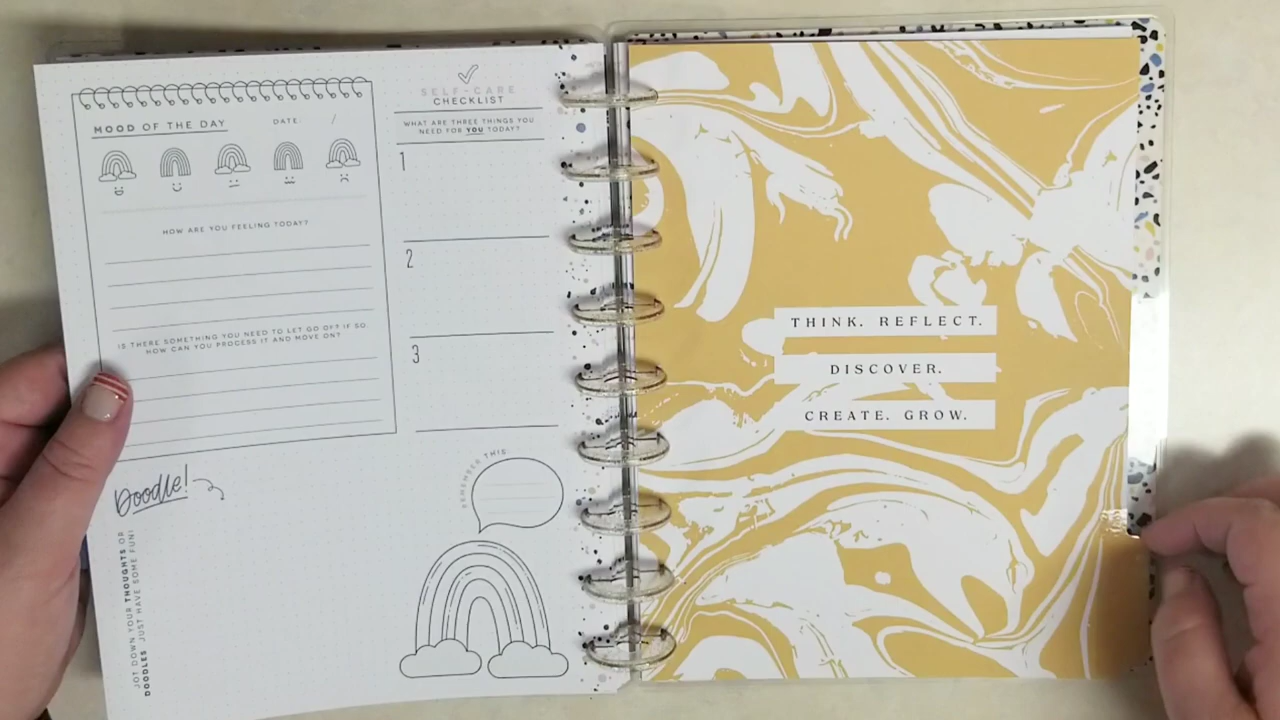 MOOD OF THE DAY
DATE: /
HOW ARE YOU FEELING TODAY?
IS THERE SOMETHING YOU NEED TO LET GO OF? IF SO
HOW CAN YOU PROCESS IT AND MOVE ON?
Doodle!
JOT DOWN YOUR THOUGHTS OR
DOODLES JUST HAVE SOME FUN!
SELF-CARE
CHECKLIST
WHAT ARE THREE THINGS YOU
NEED FOR YOU TODAY?
1
2
3
REMEMBER THIS
THINK. REFLECT.
DISCOVER.
CREATE. GROW.